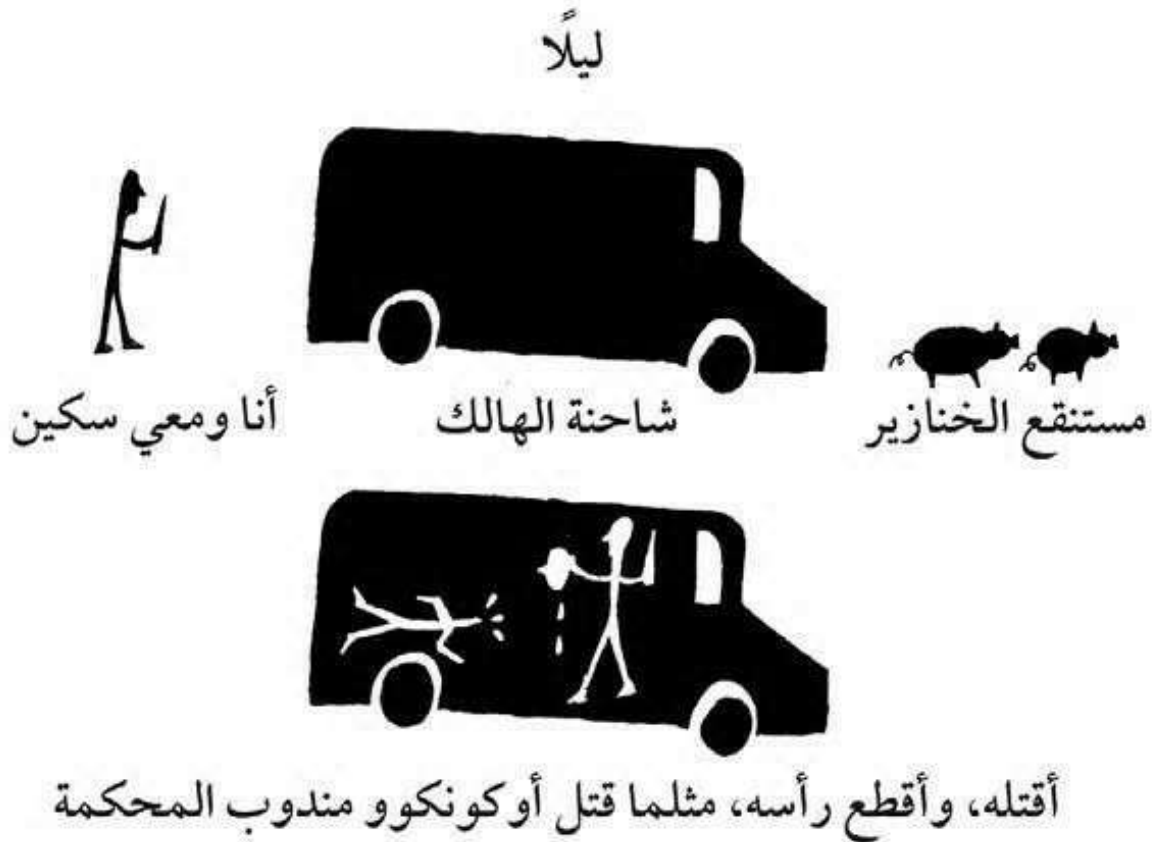 ليلًا
أنا ومعي سكين شاحنة الهالك مستنقع الخنازير
أقتله، وأقطع رأسه، مثلما قتل أوكونكوو مندوب المحكمة